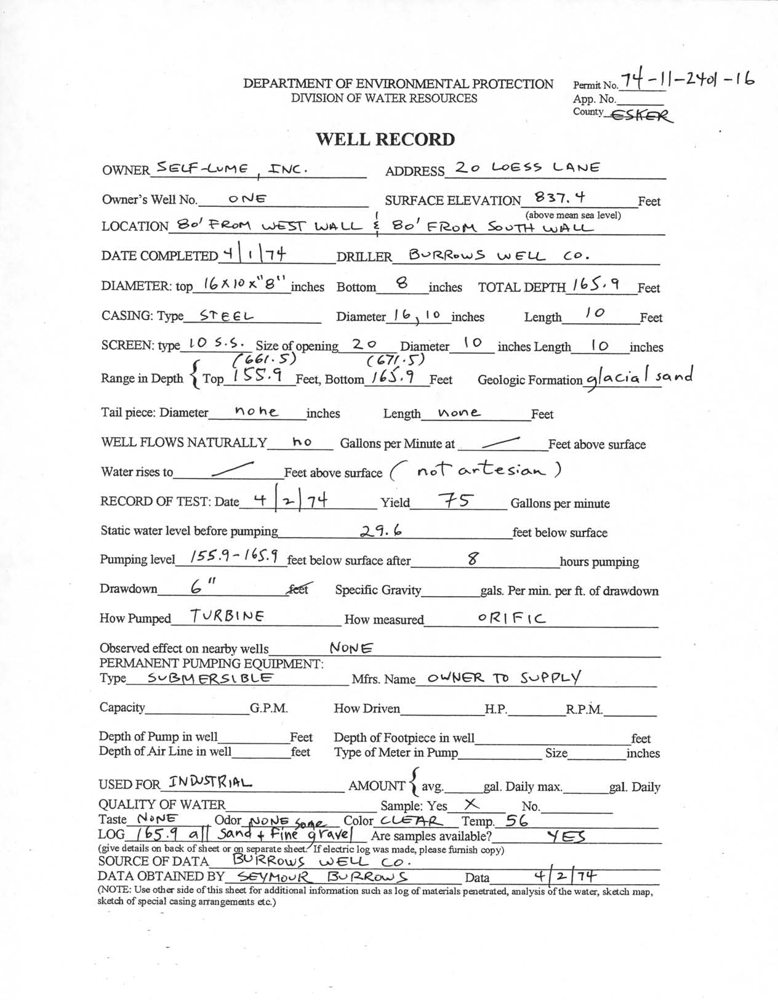 DEPARTMENT OF ENVIRONMENTAL PROTECTION Permit No. 74-11-2401-16
DIVISION OF WATER RESOURCES App. No.
County ESKER
WELL RECORD
OWNER SELF-LUME, INC. ADDRESS 20 LOESS LANE
Owner's Well No. ONE SURFACE ELEVATION 837.4 Feet
(above mean sea level)
LOCATION 80' FROM WEST WALL & 80' FROM SOUTH WALL
DATE COMPLETED 4|1|74 DRILLER BURROWS WELL CO.
DIAMETER: top 16 X 10 x "8" inches Bottom 8 inches TOTAL DEPTH 165.9 Feet
CASING: Type STEEL Diameter 16, 10 inches Length 10 Feet
SCREEN: type 10 S.S. Size of opening 20 Diameter 10 inches Length 10 inches
(661.5) (671.5)
Range in Depth { Top 155.9 Feet, Bottom 165.9 Feet Geologic Formation glacial sand
Tail piece: Diameter none inches Length none Feet
WELL FLOWS NATURALLY no Gallons per Minute at — Feet above surface
Water rises to — Feet above surface (not artesian)
RECORD OF TEST: Date 4|2|74 Yield 75 Gallons per minute
Static water level before pumping 29.6 feet below surface
Pumping level 155.9-165.9 feet below surface after 8 hours pumping
Drawdown 6" feet Specific Gravity gals. Per min. per ft. of drawdown
How Pumped TURBINE How measured ORIFIC
Observed effect on nearby wells NONE
PERMANENT PUMPING EQUIPMENT:
Type SUBMERSIBLE Mfrs. Name OWNER TO SUPPLY
Capacity G.P.M. How Driven H.P. R.P.M.
Depth of Pump in well Feet Depth of Footpiece in well feet
Depth of Air Line in well feet Type of Meter in Pump Size inches
USED FOR INDUSTRIAL AMOUNT { avg. gal. Daily max. gal. Daily
QUALITY OF WATER Sample: Yes X No.
Taste NONE Odor NONE some Color CLEAR Temp. 56
LOG 165.9 all sand + fine gravel Are samples available? YES
(give details on back of sheet or on separate sheet. If electric log was made, please furnish copy)
SOURCE OF DATA BURROWS WELL CO.
DATA OBTAINED BY SEYMOUR BURROWS Data 4|2|74
(NOTE: Use other side of this sheet for additional information such as log of materials penetrated, analysis of the water, sketch map,
sketch of special casing arrangements etc.)